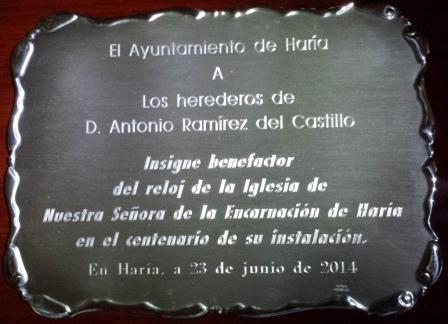 El Ayuntamiento de Haría
A
Los herederos de
D. Antonio Ramírez del Castillo
Insigne benefactor
del reloj de la Iglesia de
Nuestra Señora de la Encarnación de Haría
en el centenario de su instalación.
En Haría, a 23 de junio de 2014